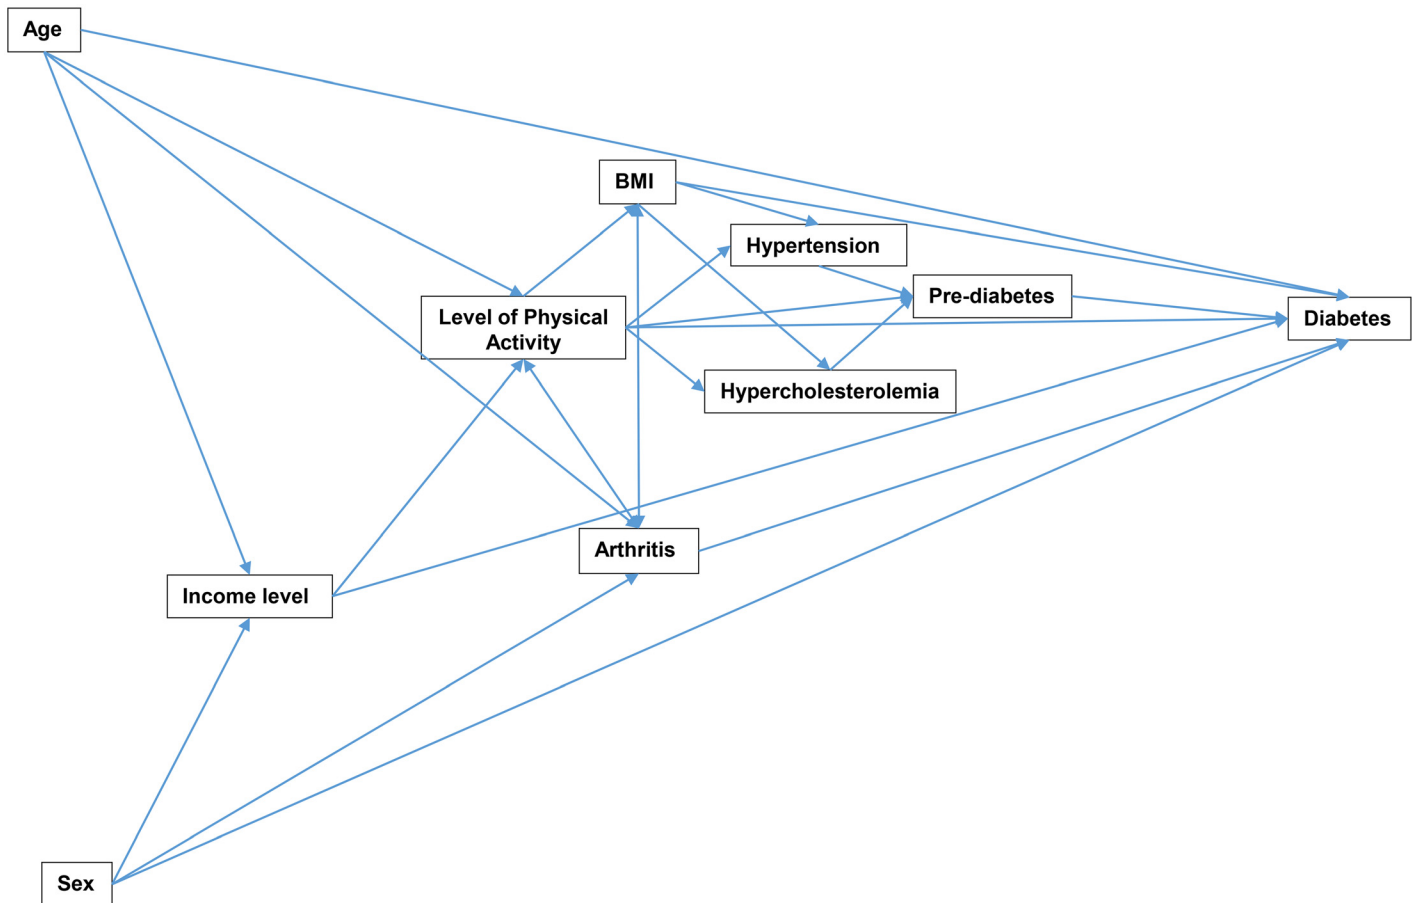 Age
BMI
Hypertension
Pre-diabetes
Level of Physical
Activity
Diabetes
Hypercholesterolemia
Arthritis
Income level
Sex